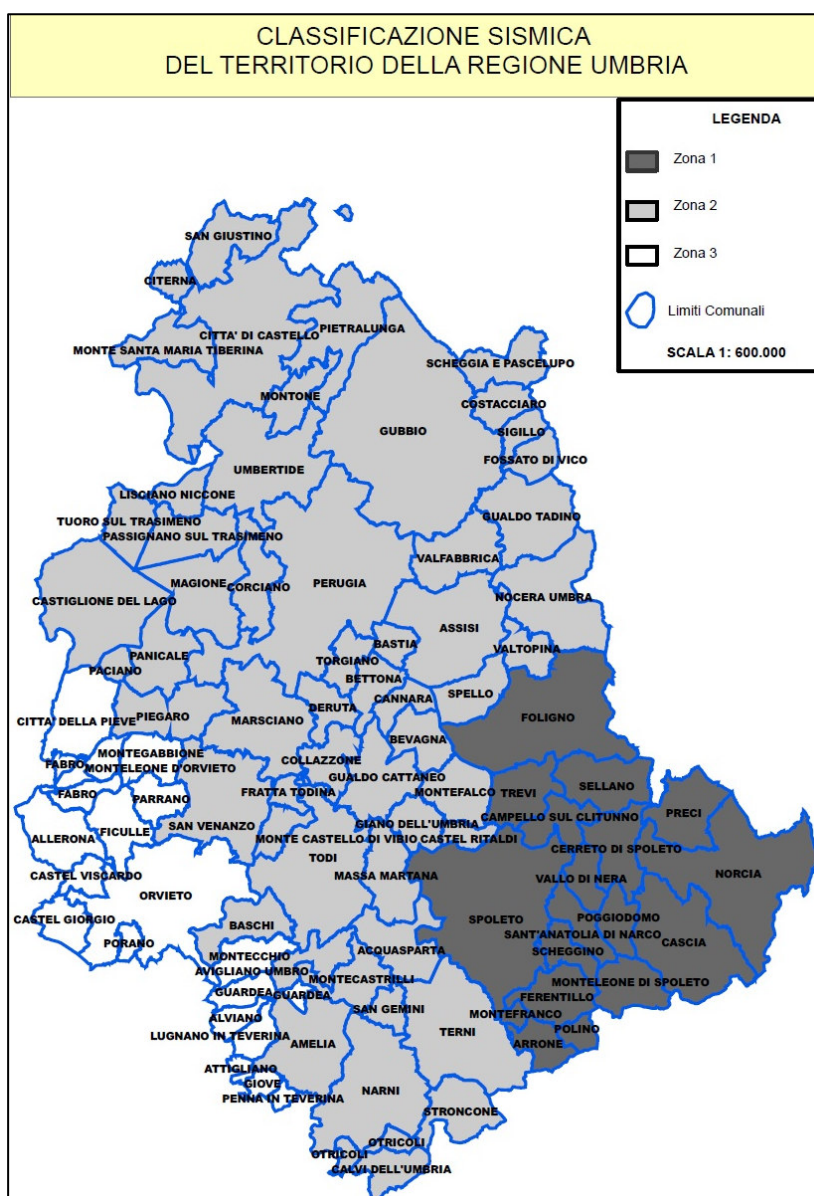 CLASSIFICAZIONE SISMICA
DEL TERRITORIO DELLA REGIONE UMBRIA
LEGENDA
Zona 1
Zona 2
Zona 3
Limiti Comunali
SCALA 1: 600.000
SAN GIUSTINO
CITERNA
CITTA' DI CASTELLO
PIETRALUNGA
MONTE SANTA MARIA TIBERINA
SCHEGGIA E PASCELUPO
MONTONE
COSTACCIARO
GUBBIO
SIGILLO
UMBERTIDE
FOSSATO DI VICO
LISCIANO NICCONE
TUORO SUL TRASIMENO
GUALDO TADINO
PASSIGNANO SUL TRASIMENO
VALFABBRICA
MAGIONE
CORCIANO
PERUGIA
CASTIGLIONE DEL LAGO
NOCERA UMBRA
ASSISI
BASTIA
VALTOPINA
PANICALE
TORGIANO
PACIANO
BETTONA
SPELLO
CANNARA
DERUTA
CITTA' DELLA PIEVE
PIEGARO
MARSCIANO
FOLIGNO
BEVAGNA
MONTEGABBIONE
COLLAZZONE
FABRO
MONTELEONE D'ORVIETO
GUALDO CATTANEO
SELLANO
FRATTA TODINA
MONTEFALCO
TREVI
FABRO
PARRANO
PRECI
CAMPELLO SUL CLITUNNO
SAN VENANZO
GIANO DELL'UMBRIA
FICULLE
ALLERONA
MONTE CASTELLO DI VIBIO
CASTEL RITALDI
CERRETO DI SPOLETO
TODI
CASTEL VISCARDO
MASSA MARTANA
VALLO DI NERA
NORCIA
ORVIETO
CASTEL GIORGIO
SPOLETO
POGGIODOMO
BASCHI
SANT'ANATOLIA DI NARCO
PORANO
CASCIA
ACQUASPARTA
SCHEGGINO
MONTECCHIO
AVIGLIANO UMBRO
MONTECASTRILLI
MONTELEONE DI SPOLETO
GUARDEA
GUARDEA
FERENTILLO
SAN GEMINI
MONTEFRANCO
ALVIANO
POLINO
LUGNANO IN TEVERINA
TERNI
AMELIA
ARRONE
ATTIGLIANO
GIOVE
NARNI
PENNA IN TEVERINA
STRONCONE
OTRICOLI
OTRICOLI
CALVI DELL'UMBRIA